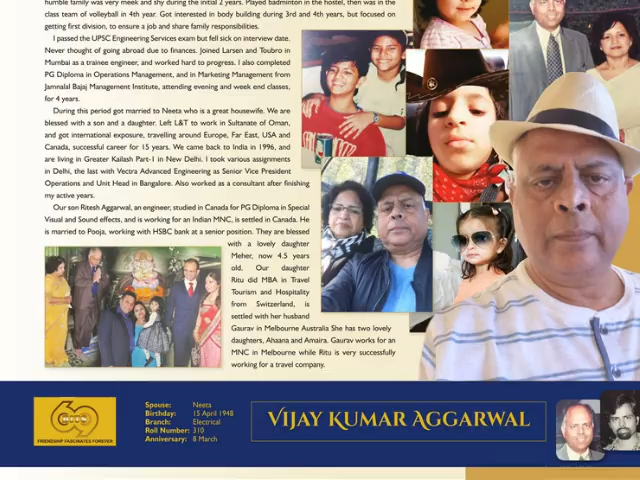 humble family was very meek and shy during the initial 2 years. Played badminton in the hostel, then was in the
class team of volleyball in 4th year. Got interested in body building during 3rd and 4th years, but focused on
getting first division, to ensure a job and share family responsibilities.
I passed the UPSC Engineering Services exam but fell sick on interview date.
Never thought of going abroad due to finances. Joined Larsen and Toubro in
Mumbai as a trainee engineer, and worked hard to progress. I also completed
PG Diploma in Operations Management, and in Marketing Management from
Jamnalal Bajaj Management Institute, attending evening and week end classes,
for 4 years.
During this period got married to Neeta who is a great housewife. We are
blessed with a son and a daughter. Left L&T to work in Sultanate of Oman,
and got international exposure, travelling around Europe, Far East, USA and
Canada, successful career for 15 years. We came back to India in 1996, and
are living in Greater Kailash Part-1 in New Delhi. I took various assignments
in Delhi, the last with Vectra Advanced Engineering as Senior Vice President
Operations and Unit Head in Bangalore. Also worked as a consultant after finishing
my active years.
Our son Ritesh Aggarwal, an engineer, studied in Canada for PG Diploma in Special
Visual and Sound effects, and is working for an Indian MNC, is settled in Canada. He
is married to Pooja, working with HSBC bank at a senior position. They are blessed
with a lovely daughter
Meher, now 4.5 years
old. Our daughter
Ritu did MBA in Travel
Tourism and Hospitality
from Switzerland, is
settled with her husband
Gaurav in Melbourne Australia She has two lovely
daughters, Ahaana and Amaira. Gaurav works for an
MNC in Melbourne while Ritu is very successfully
working for a travel company.
FRIENDSHIP FASCINATES FOREVER
Spouse: Neeta
Birthday: 15 April 1948
Branch: Electrical
Roll Number: 310
Anniversary: 8 March
VIJAY KUMAR AGGARWAL